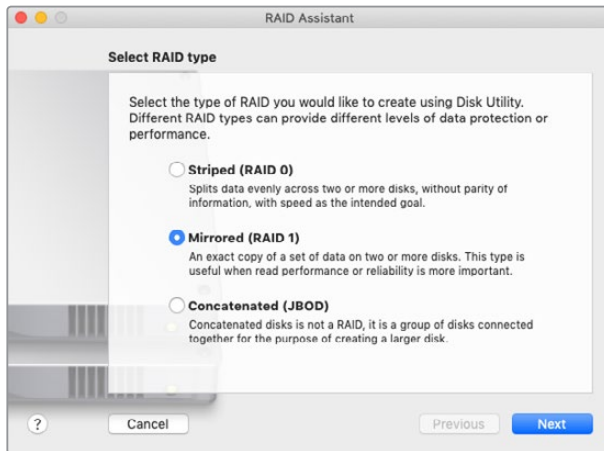 RAID Assistant
Select RAID type
Select the type of RAID you would like to create using Disk Utility.
Different RAID types can provide different levels of data protection or
performance.
Striped (RAID 0)
Splits data evenly across two or more disks, without parity of
information, with speed as the intended goal.
Mirrored (RAID 1)
An exact copy of a set of data on two or more disks. This type is
useful when read performance or reliability is more important.
Concatenated (JBOD)
Concatenated disks is not a RAID, it is a group of disks connected
together for the purpose of creating a larger disk.
?
Cancel
Previous
Next